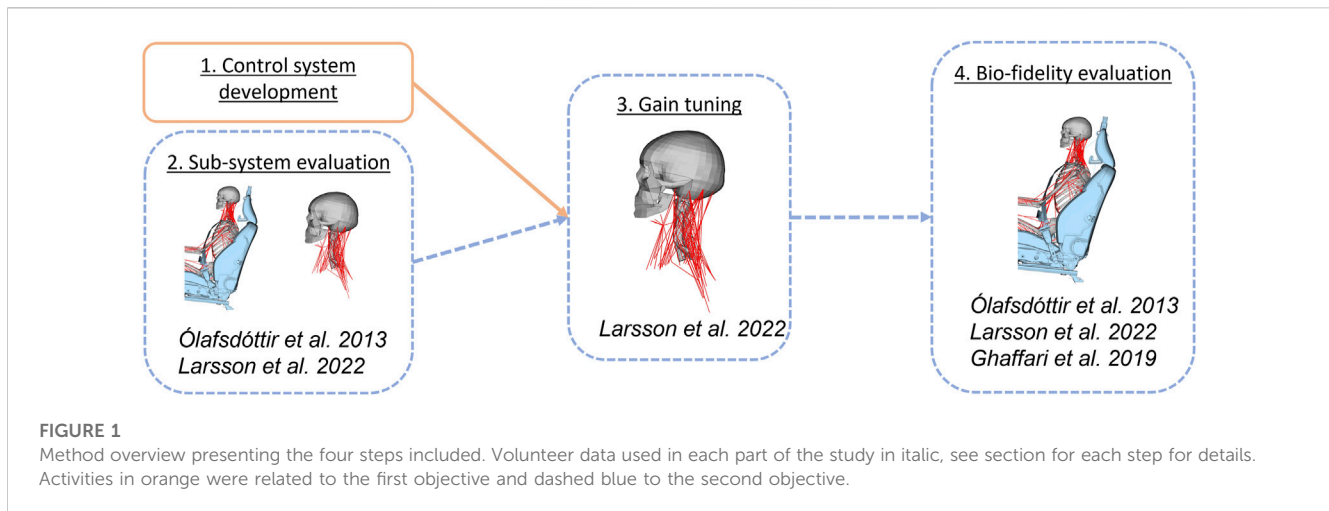 1. Control system
development
2. Sub-system evaluation
Ólafsdóttir et al. 2013
Larsson et al. 2022
3. Gain tuning
Larsson et al. 2022
4. Bio-fidelity evaluation
Ólafsdóttir et al. 2013
Larsson et al. 2022
Ghaffari et al. 2019
FIGURE 1
Method overview presenting the four steps included. Volunteer data used in each part of the study in italic, see section for each step for details.
Activities in orange were related to the first objective and dashed blue to the second objective.